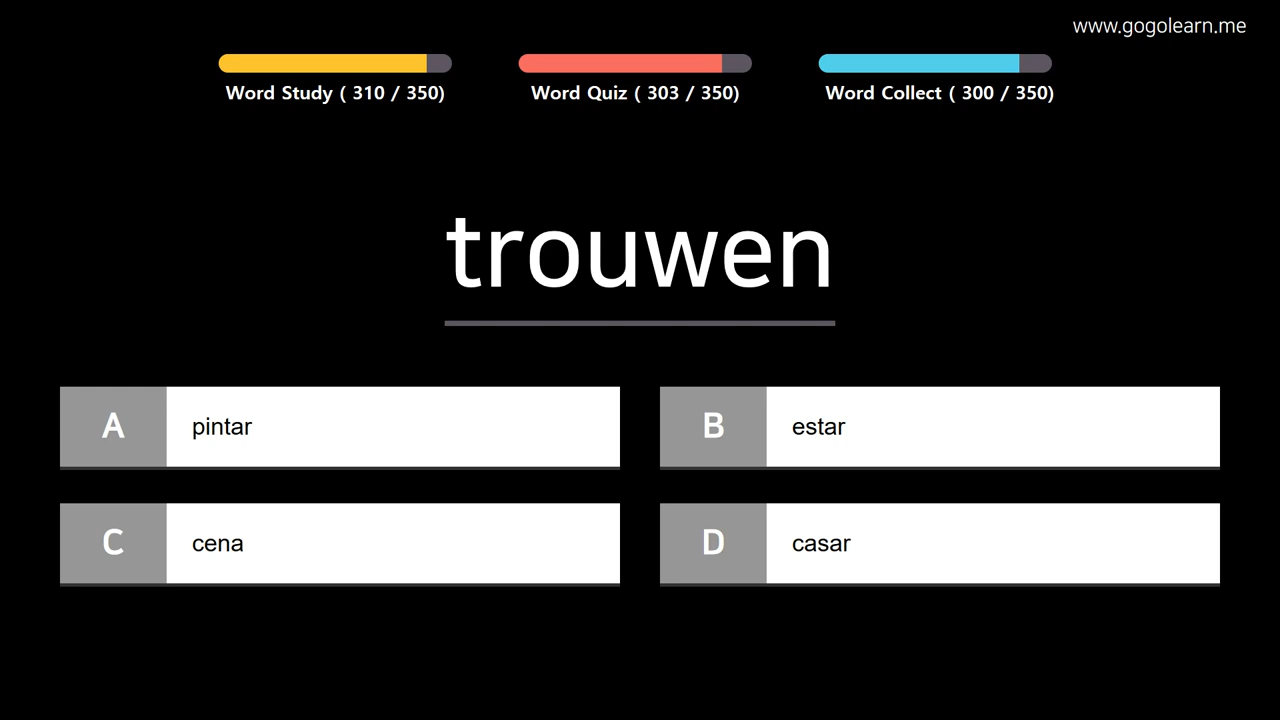 www.gogolearn.me
Word Study ( 310 / 350)
Word Quiz ( 303 / 350)
Word Collect ( 300 / 350)
trouwen
A pintar
B estar
C cena
D casar